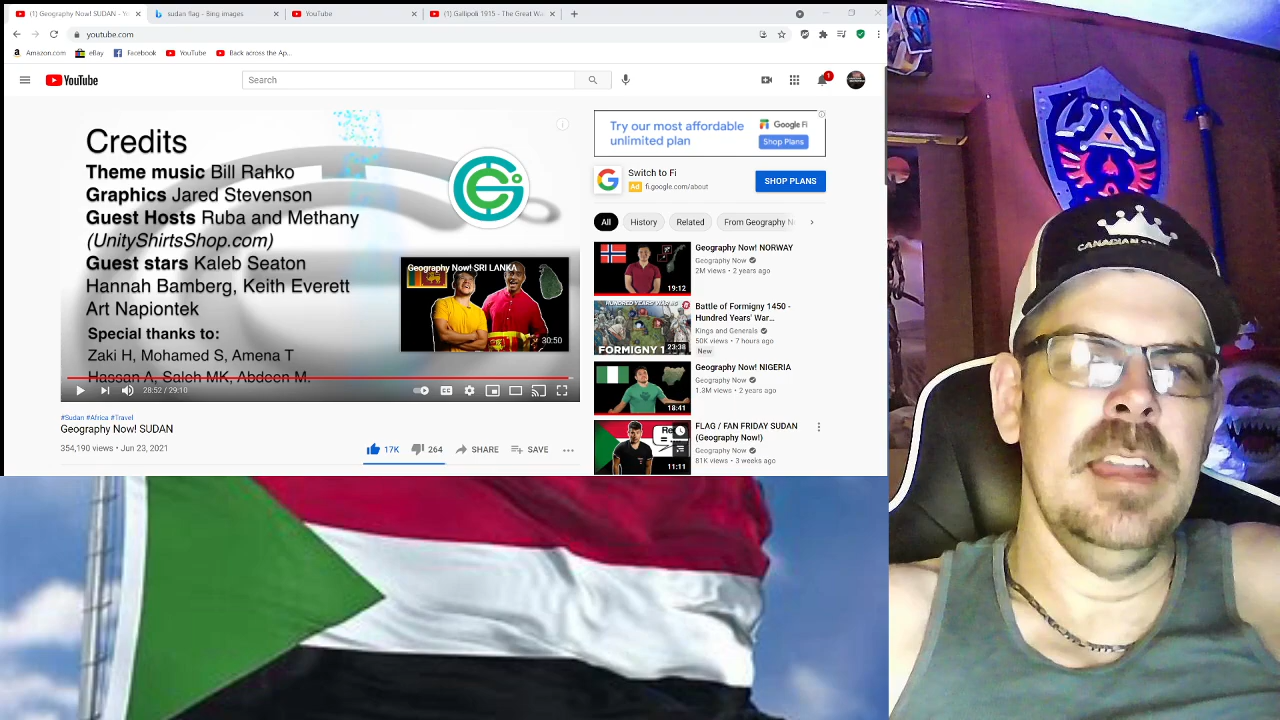 (1) Geography Now! SUDAN - Y
sudan flag - Bing images
YouTube
(1) Gallipoli 1915 - The Great Wa
youtube.com
Amazon.com
eBay
Facebook
YouTube
Back across the Ap...
YouTube
Search
1
Credits
Theme music Bill Rahko
Graphics Jared Stevenson
Guest Hosts Ruba and Methany
(UnityShirtsShop.com)
Guest stars Kaleb Seaton
Hannah Bamberg, Keith Everett
Art Napiontek
Special thanks to:
Zaki H, Mohamed S, Amena T
Hassan A, Saleh MK, Abdeen M.
Geography Now! SRI LANKA
30:50
28:52 / 29:10
CC
#Sudan #Africa #Travel
Geography Now! SUDAN
354,190 views • Jun 23, 2021
17K
264
SHARE
SAVE
Try our most affordable
unlimited plan
Google Fi
Shop Plans
Switch to Fi
Ad fi.google.com/about
SHOP PLANS
All
History
Related
From Geography N
Geography Now! NORWAY
Geography Now
2M views • 2 years ago
19:12
HUNDRED YEARS' WAR
FORMIGNY 1
23:38
Battle of Formigny 1450 -
Hundred Years' War...
Kings and Generals
50K views • 7 hours ago
New
Geography Now! NIGERIA
Geography Now
1.3M views • 2 years ago
18:41
FLAG / FAN FRIDAY SUDAN
(Geography Now!)
Geography Now
81K views • 3 weeks ago
11:11
CANADIAN